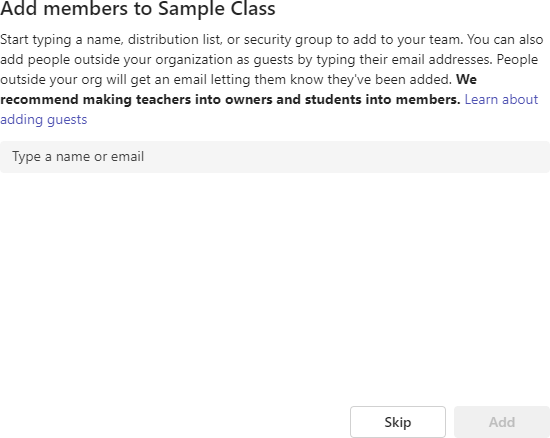 Add members to Sample Class
Start typing a name, distribution list, or security group to add to your team. You can also
add people outside your organization as guests by typing their email addresses. People
outside your org will get an email letting them know they've been added. We
recommend making teachers into owners and students into members. Learn about
adding guests
Type a name or email
Skip
Add